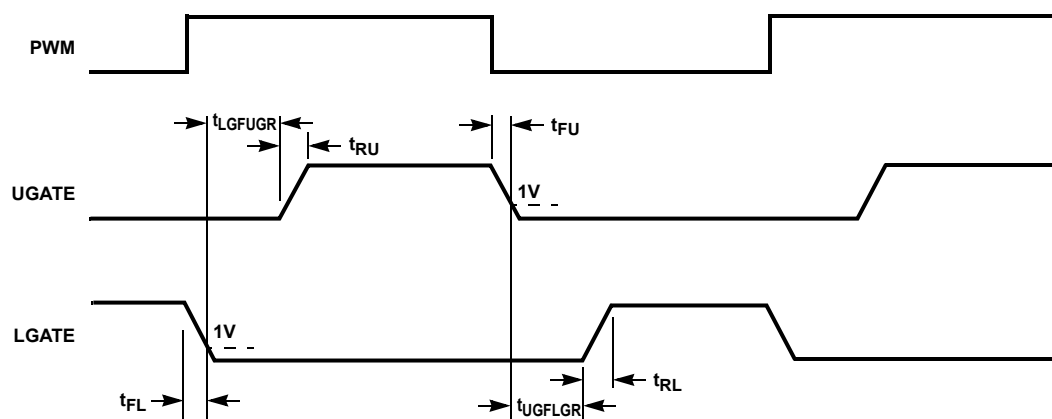 PWM
tLGFUGR
tFU
tRU
UGATE
1V
LGATE
1V
tFL
tRL
tUGFLGR